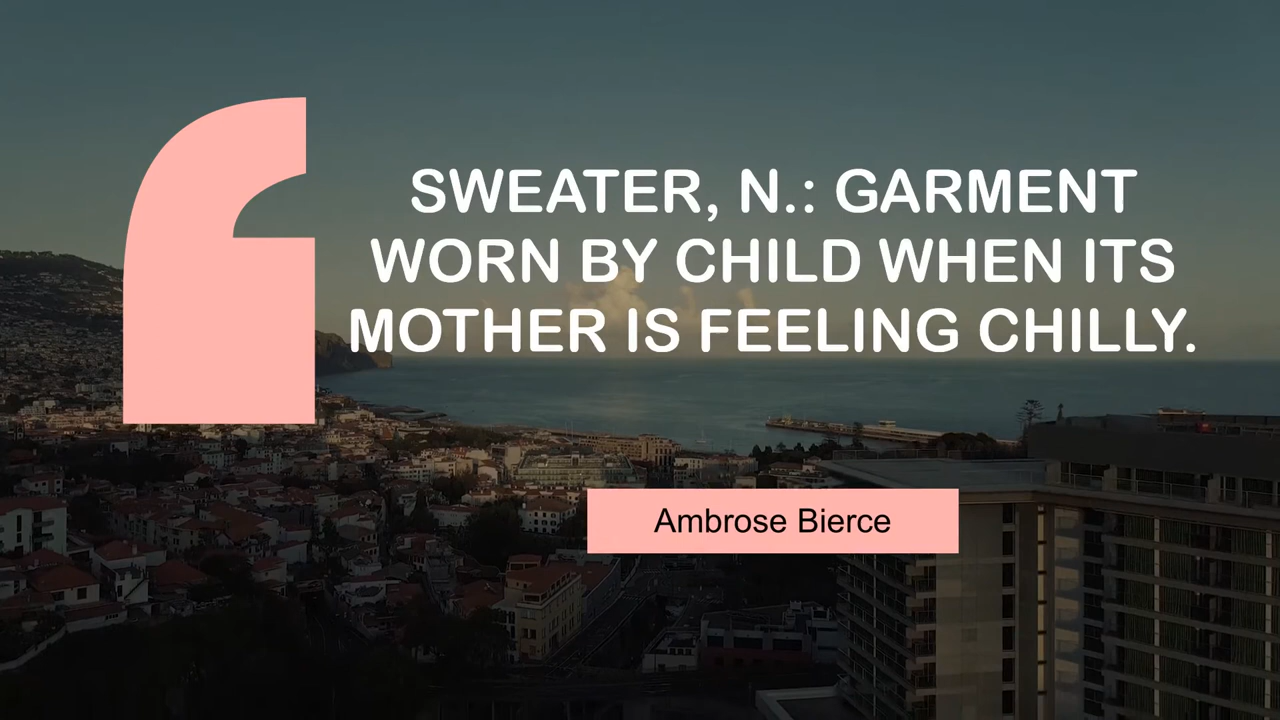 SWEATER, N.: GARMENT
WORN BY CHILD WHEN ITS
MOTHER IS FEELING CHILLY.
Ambrose Bierce